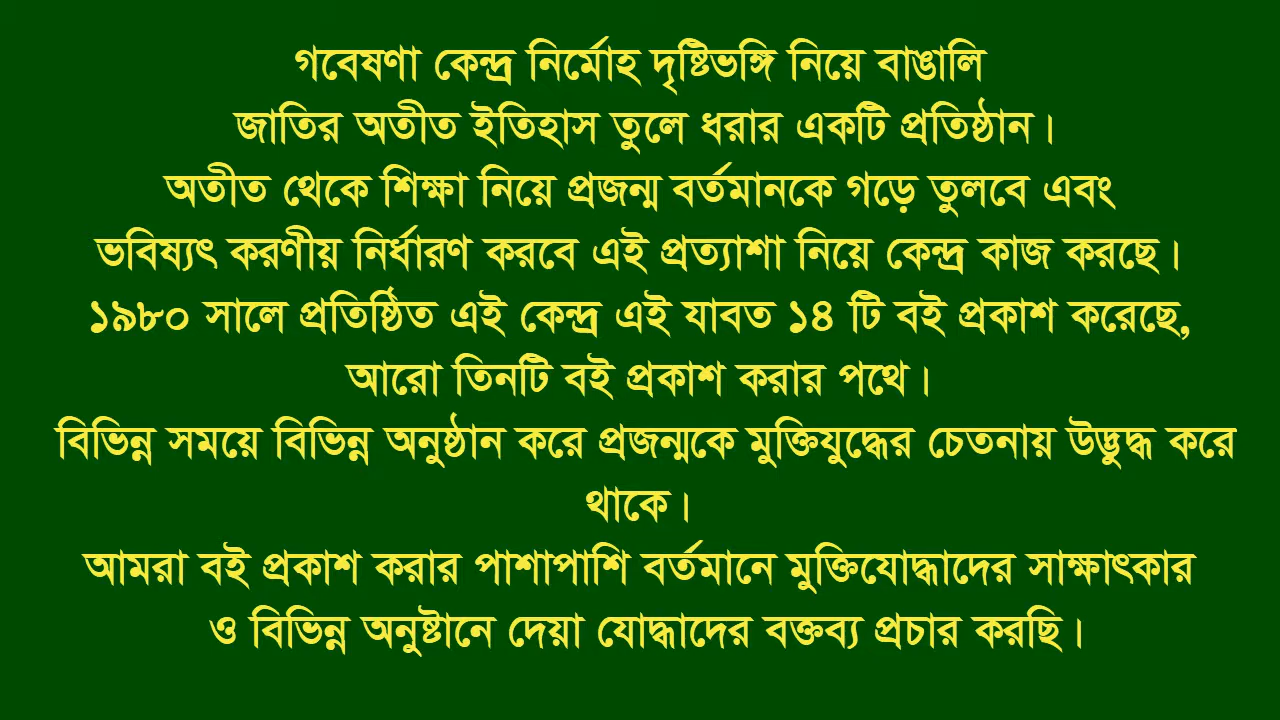 গবেষণা কেন্দ্র নির্মোহ দৃষ্টিভঙ্গি নিয়ে বাঙালি
জাতির অতীত ইতিহাস তুলে ধরার একটি প্রতিষ্ঠান।
অতীত থেকে শিক্ষা নিয়ে প্রজন্ম বর্তমানকে গড়ে তুলবে এবং
ভবিষ্যৎ করণীয় নির্ধারণ করবে এই প্রত্যাশা নিয়ে কেন্দ্র কাজ করছে।
১৯৮০ সালে প্রতিষ্ঠিত এই কেন্দ্র এই যাবত ১৪ টি বই প্রকাশ করেছে,
আরো তিনটি বই প্রকাশ করার পথে।
বিভিন্ন সময়ে বিভিন্ন অনুষ্ঠান করে প্রজন্মকে মুক্তিযুদ্ধের চেতনায় উদ্ভুদ্ধ করে
থাকে।
আমরা বই প্রকাশ করার পাশাপাশি বর্তমানে মুক্তিযোদ্ধাদের সাক্ষাৎকার
ও বিভিন্ন অনুষ্টানে দেয়া যোদ্ধাদের বক্তব্য প্রচার করছি।